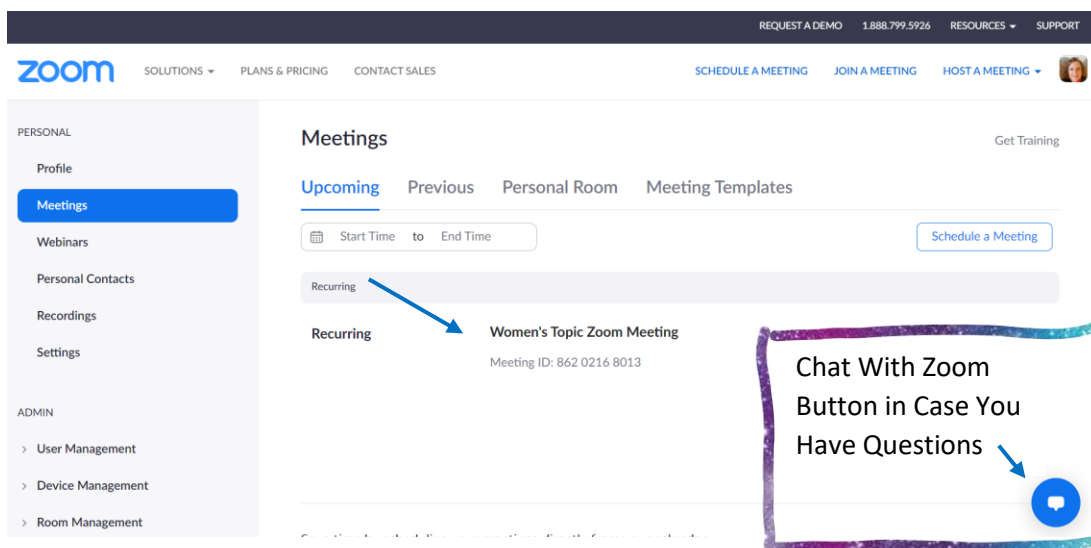 REQUEST A DEMO 1.888.799.5926 RESOURCES SUPPORT
zoom SOLUTIONS PLANS & PRICING CONTACT SALES SCHEDULE A MEETING JOIN A MEETING HOST A MEETING
PERSONAL
Profile
Meetings
Webinars
Personal Contacts
Recordings
Settings
ADMIN
> User Management
> Device Management
> Room Management
Meetings
Get Training
Upcoming Previous Personal Room Meeting Templates
Start Time to End Time
Schedule a Meeting
Recurring
Recurring
Women's Topic Zoom Meeting
Meeting ID: 862 0216 8013
Chat With Zoom
Button in Case You
Have Questions